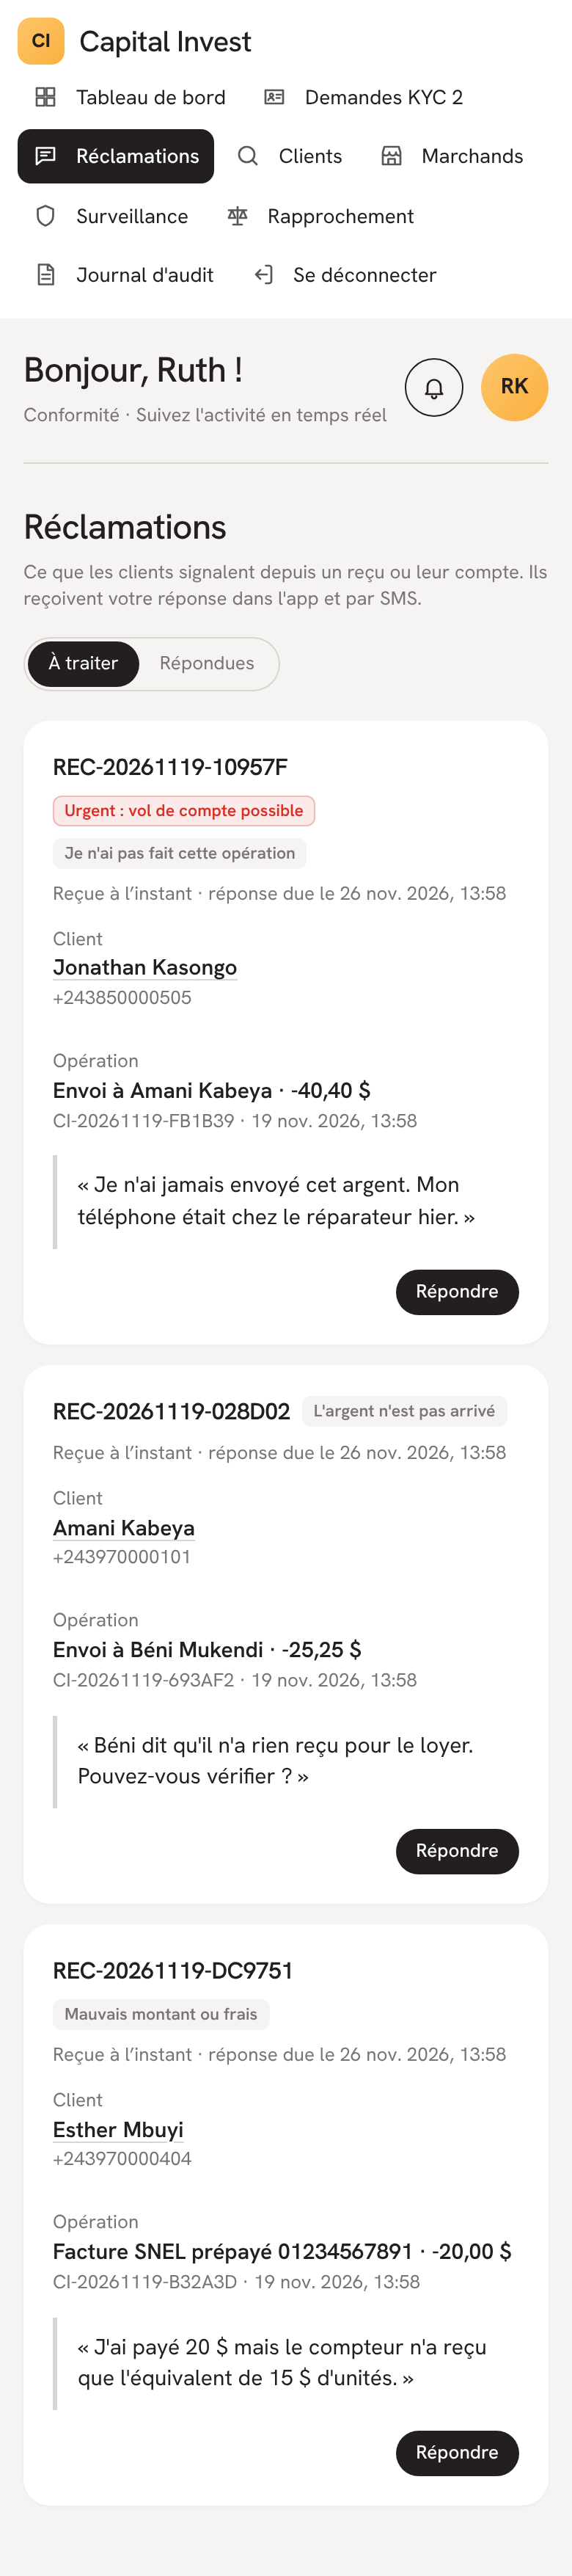 CI Capital Invest
Tableau de bord Demandes KYC 2
Réclamations Clients Marchands
Surveillance Rapprochement
Journal d'audit Se déconnecter
Bonjour, Ruth !
Conformité · Suivez l'activité en temps réel
RK
Réclamations
Ce que les clients signalent depuis un reçu ou leur compte. Ils
reçoivent votre réponse dans l'app et par SMS.
À traiter Répondues
REC-20261119-10957F
Urgent : vol de compte possible
Je n'ai pas fait cette opération
Reçue à l’instant · réponse due le 26 nov. 2026, 13:58
Client
Jonathan Kasongo
+243850000505
Opération
Envoi à Amani Kabeya · -40,40 $
CI-20261119-FB1B39 · 19 nov. 2026, 13:58
« Je n'ai jamais envoyé cet argent. Mon
téléphone était chez le réparateur hier. »
Répondre
REC-20261119-028D02 L'argent n'est pas arrivé
Reçue à l’instant · réponse due le 26 nov. 2026, 13:58
Client
Amani Kabeya
+243970000101
Opération
Envoi à Béni Mukendi · -25,25 $
CI-20261119-693AF2 · 19 nov. 2026, 13:58
« Béni dit qu'il n'a rien reçu pour le loyer.
Pouvez-vous vérifier ? »
Répondre
REC-20261119-DC9751
Mauvais montant ou frais
Reçue à l’instant · réponse due le 26 nov. 2026, 13:58
Client
Esther Mbuyi
+243970000404
Opération
Facture SNEL prépayé 01234567891 · -20,00 $
CI-20261119-B32A3D · 19 nov. 2026, 13:58
« J'ai payé 20 $ mais le compteur n'a reçu
que l'équivalent de 15 $ d'unités. »
Répondre